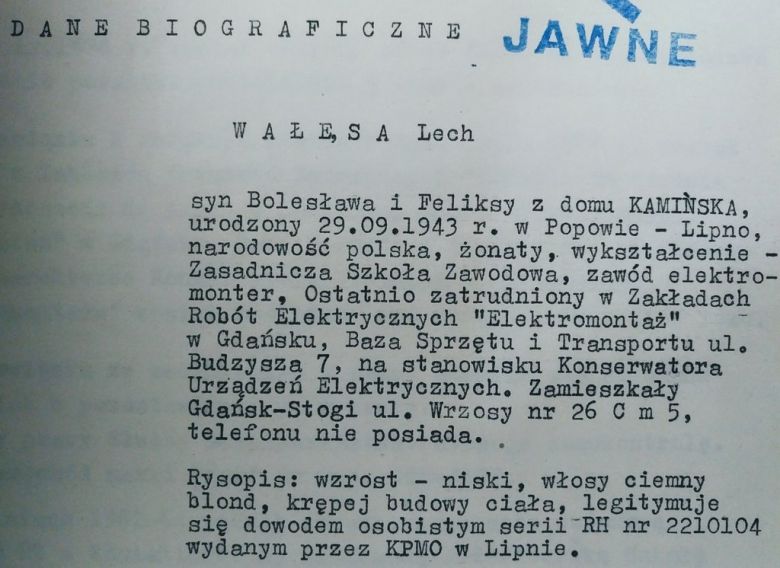 DANE BIOGRAFICZNE
JAWNE
WAŁĘSA Lech
syn Bolesława i Feliksy z domu KAMIŃSKA,
urodzony 29.09.1943 r. w Popowie - Lipno,
narodowość polska, żonaty, wykształcenie -
Zasadnicza Szkoła Zawodowa, zawód elektro-
monter, Ostatnio zatrudniony w Zakładach
Robót Elektrycznych "Elektromontaż"
w Gdańsku, Baza Sprzętu i Transportu ul.
Budzysza 7, na stanowisku Konserwatora
Urządzeń Elektrycznych. Zamieszkały
Gdańsk-Stogi ul. Wrzosy nr 26 C m 5,
telefonu nie posiada.
Rysopis: wzrost - niski, włosy ciemny
blond, krępej budowy ciała, legitymuje
się dowodem osobistym serii RH nr 2210104
wydanym przez KPMO w Lipnie.